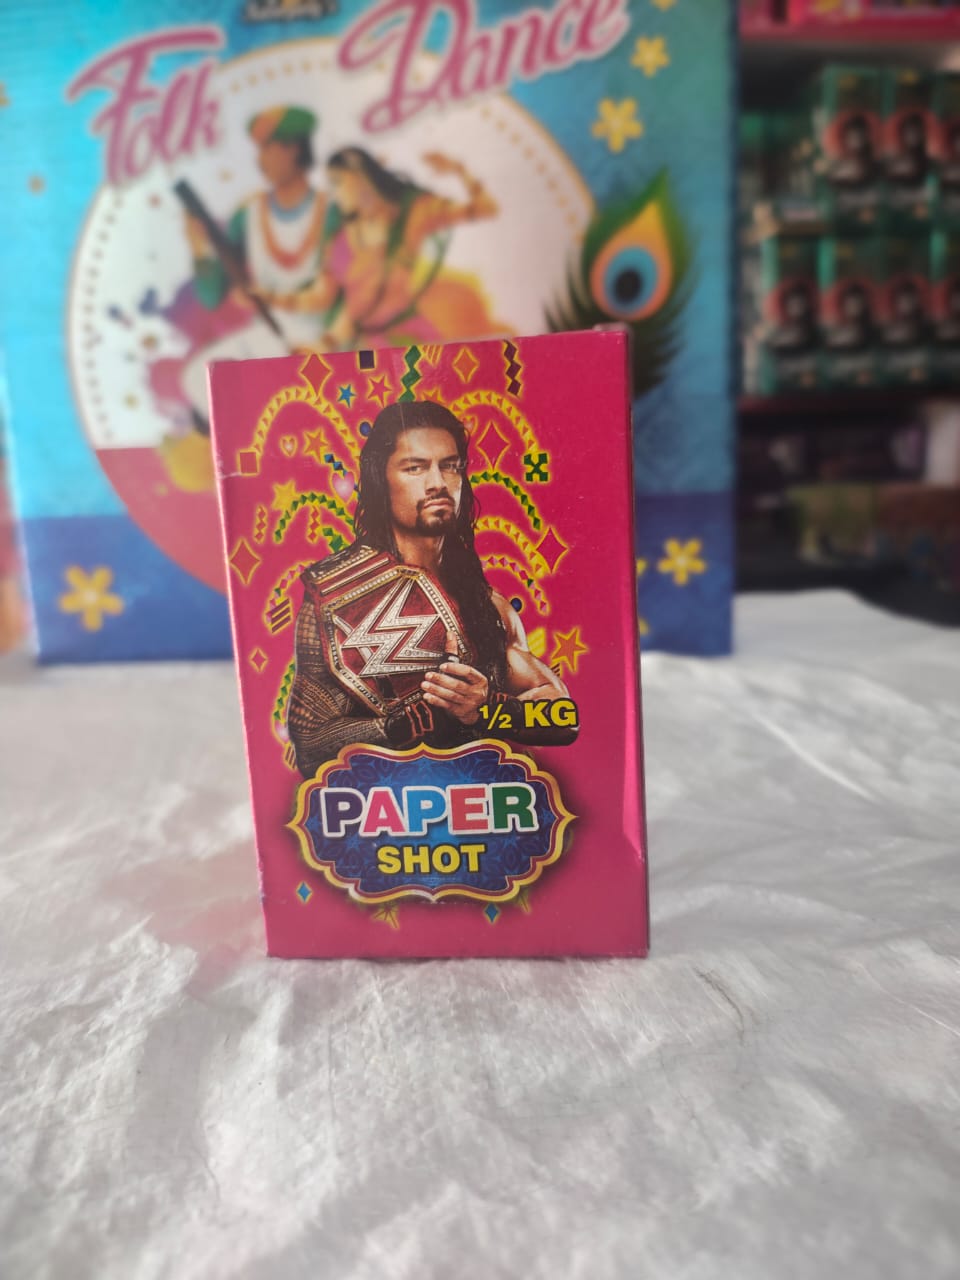 Folk Dance
½ KG
PAPER
SHOT